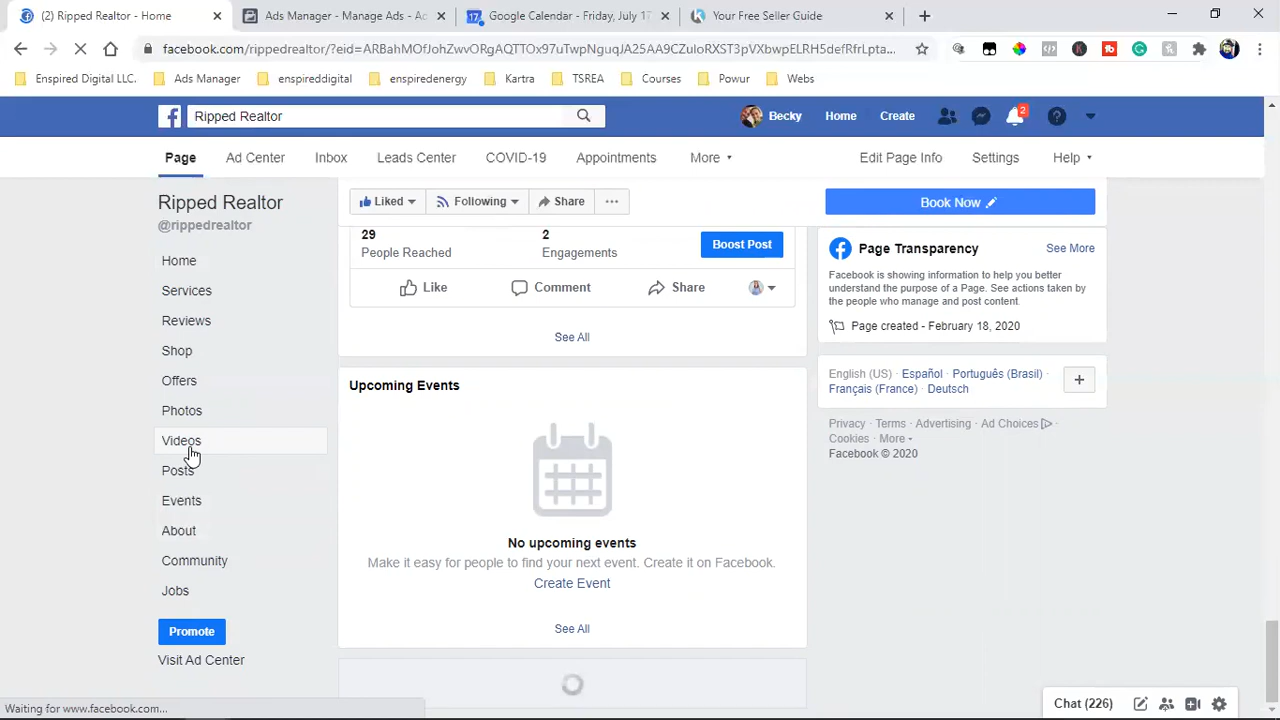 (2) Ripped Realtor - Home
Ads Manager - Manage Ads - Ad
Google Calendar - Friday, July 17
Your Free Seller Guide
facebook.com/rippedrealtor/?eid=ARBahMOfJohZwvORgAQTTOx97uTwpNguqJA25AA9CZuloRXST3pVXbwpELRH5defRfrLpta...
Enspired Digital LLC.
Ads Manager
enspireddigital
enspiredenergy
Kartra
TSREA
Courses
Powur
Webs
Ripped Realtor
Becky
Home
Create
2
Page
Ad Center
Inbox
Leads Center
COVID-19
Appointments
More
Edit Page Info
Settings
Help
Ripped Realtor
@rippedrealtor
Home
Services
Reviews
Shop
Offers
Photos
Videos
Posts
Events
About
Community
Jobs
Promote
Visit Ad Center
Liked
Following
Share
Book Now
29
People Reached
2
Engagements
Boost Post
Like
Comment
Share
See All
Upcoming Events
No upcoming events
Make it easy for people to find your next event. Create it on Facebook.
Create Event
See All
Page Transparency
See More
Facebook is showing information to help you better
understand the purpose of a Page. See actions taken by
the people who manage and post content.
Page created - February 18, 2020
English (US) · Español · Português (Brasil) ·
Français (France) · Deutsch
Privacy · Terms · Advertising · Ad Choices ·
Cookies · More
Facebook © 2020
Waiting for www.facebook.com...
Chat (226)